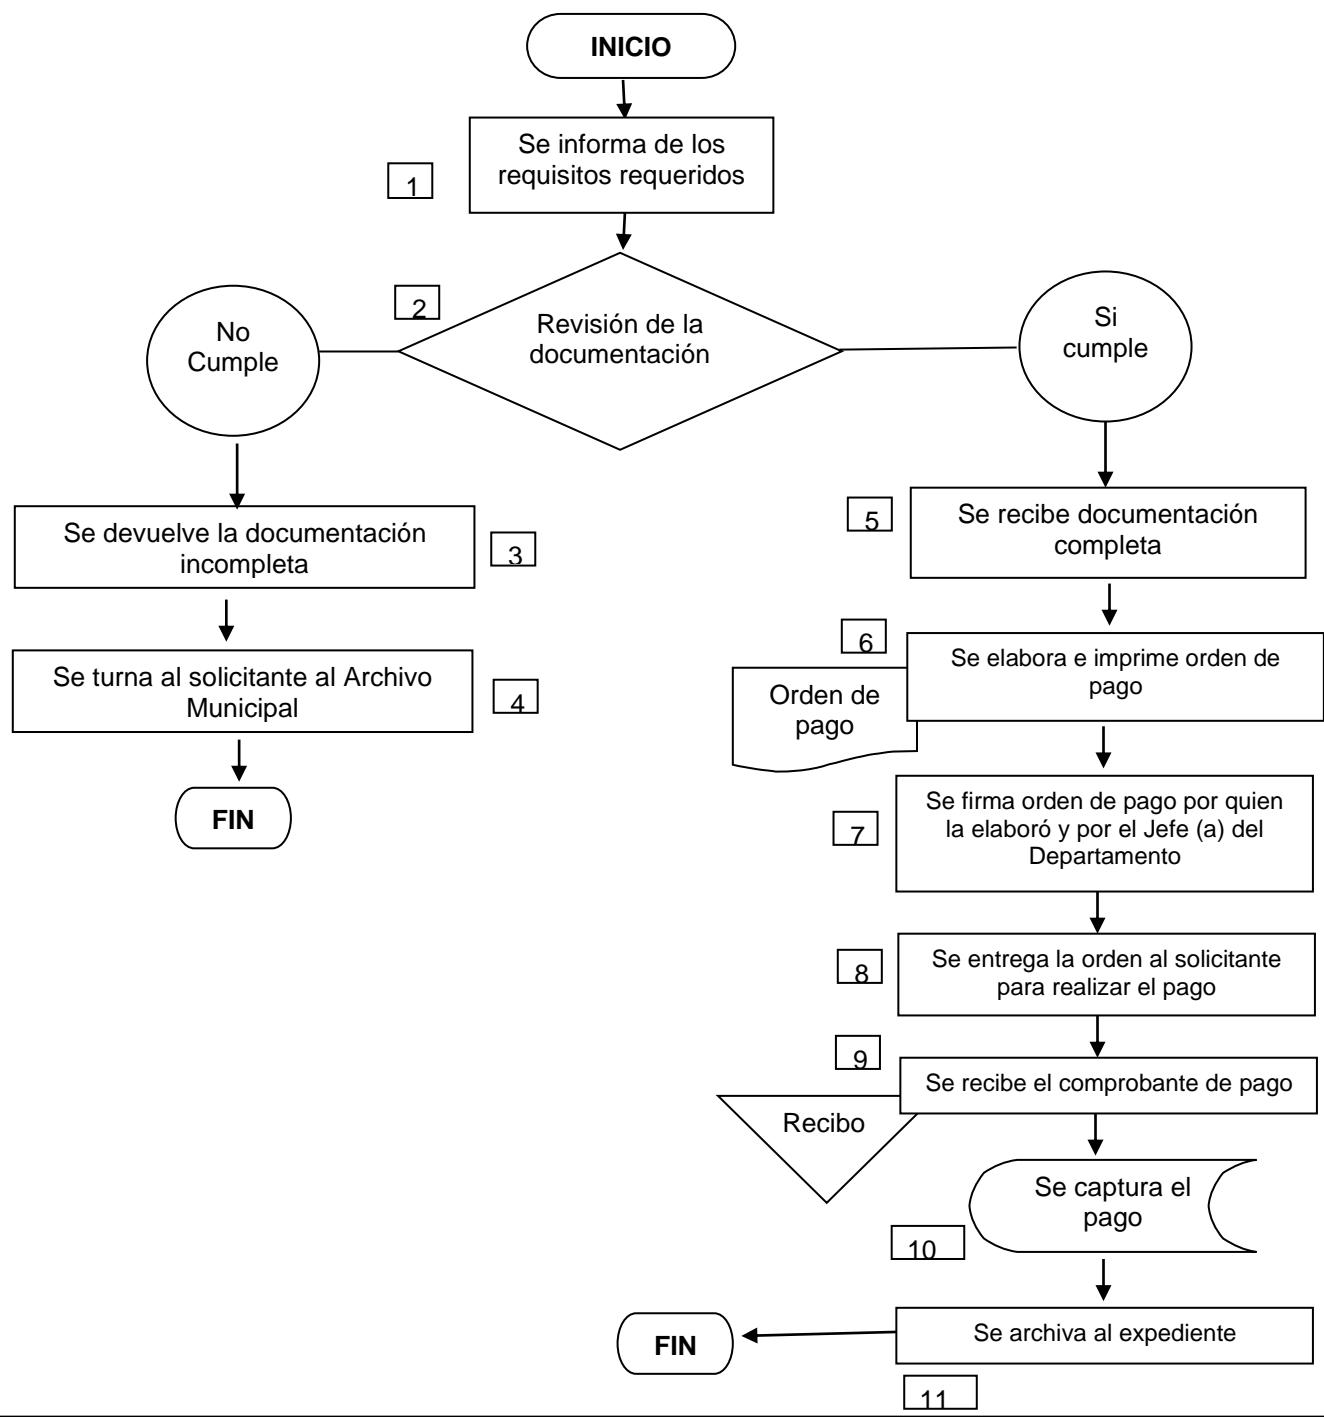 INICIO
Se informa de los
requisitos requeridos
1
2
Revisión de la
documentación
No
Cumple
Si
cumple
Se devuelve la documentación
incompleta
3
Se turna al solicitante al Archivo
Municipal
4
FIN
5
Se recibe documentación
completa
6
Se elabora e imprime orden de
pago
Orden de
pago
7
Se firma orden de pago por quien
la elaboró y por el Jefe (a) del
Departamento
8
Se entrega la orden al solicitante
para realizar el pago
9
Se recibe el comprobante de pago
Recibo
Se captura el
pago
10
Se archiva al expediente
FIN
11